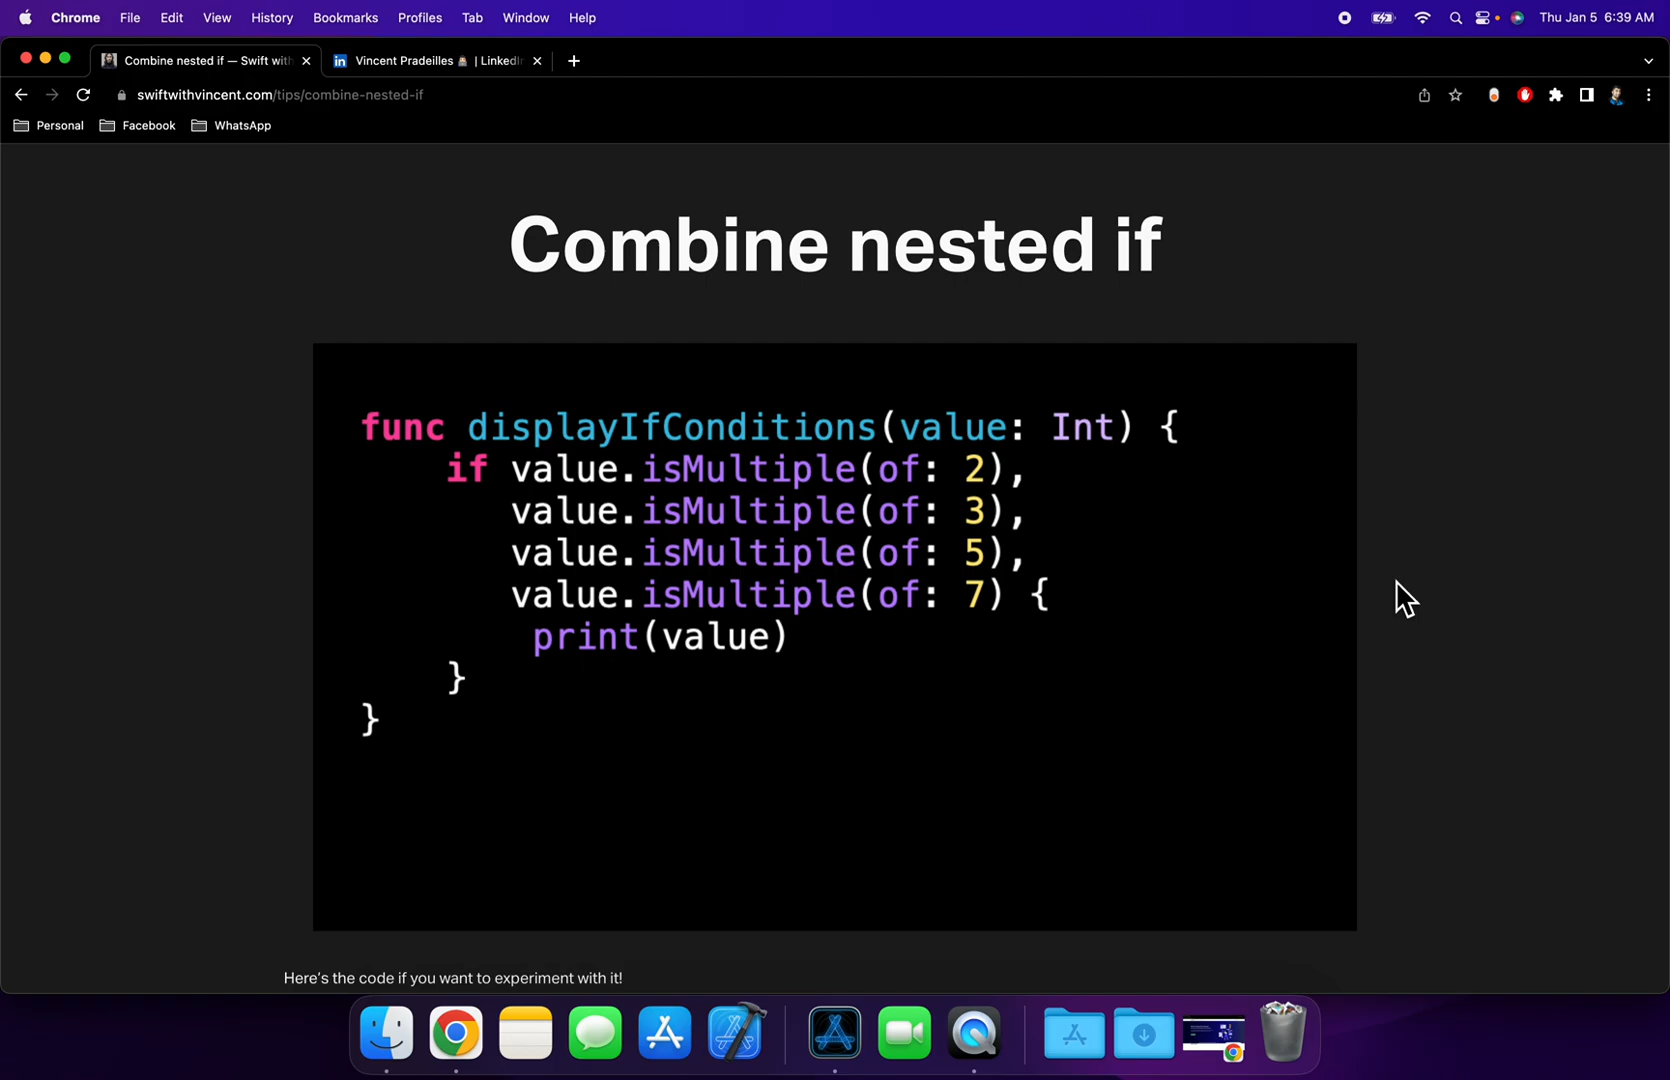 Chrome File Edit View History Bookmarks Profiles Tab Window Help Thu Jan 5 6:39 AM
Combine nested if — Swift with Vincent Pradeilles | LinkedIn
swiftwithvincent.com/tips/combine-nested-if
Personal Facebook WhatsApp
Combine nested if
func displayIfConditions(value: Int) {
if value.isMultiple(of: 2),
value.isMultiple(of: 3),
value.isMultiple(of: 5),
value.isMultiple(of: 7) {
print(value)
}
}
Here's the code if you want to experiment with it!